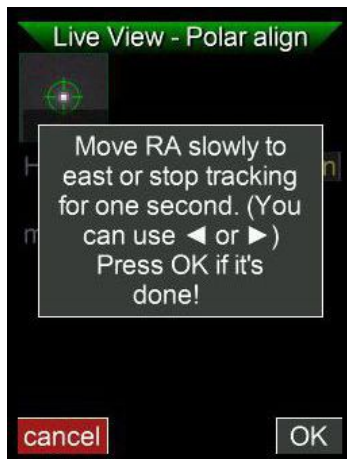 Live View - Polar align
Move RA slowly to
east or stop tracking
for one second. (You
can use ◄ or ►)
Press OK if it's
done!
cancel
OK